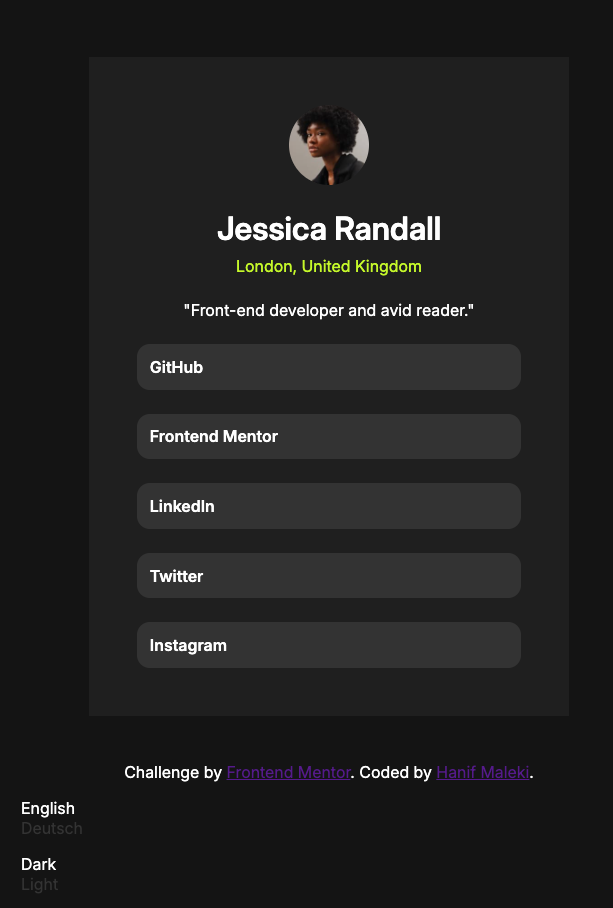 Jessica Randall
London, United Kingdom
"Front-end developer and avid reader."
GitHub
Frontend Mentor
LinkedIn
Twitter
Instagram
Challenge by Frontend Mentor. Coded by Hanif Maleki.
English
Deutsch
Dark
Light